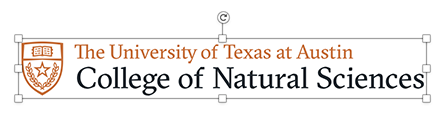 The University of Texas at Austin
College of Natural Sciences